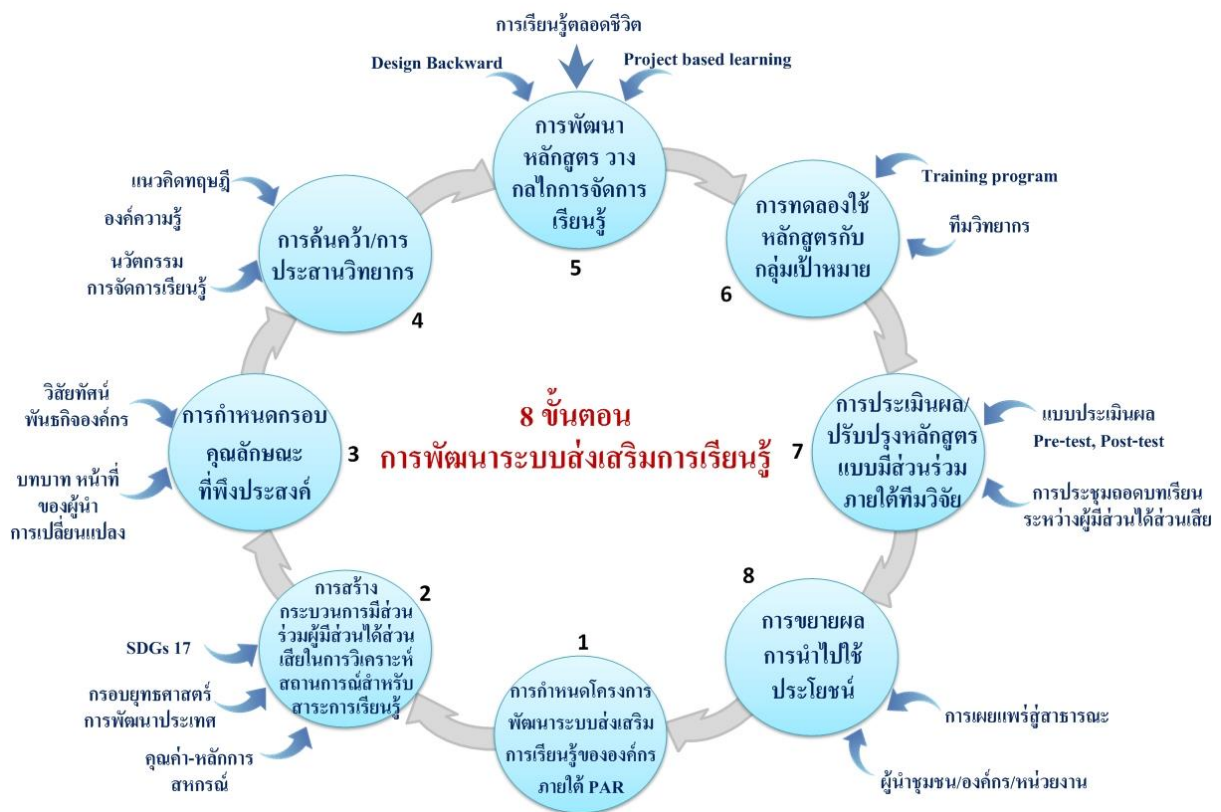 การเรียนรู้ตลอดชีวิต
Design Backward
Project based learning
การพัฒนา
หลักสูตร วาง
กลไกการจัดการ
เรียนรู้
5
แนวคิดทฤษฎี
องค์ความรู้
นวัตกรรม
การจัดการเรียนรู้
การค้นคว้า/การ
ประสานวิทยากร
4
Training program
ทีมวิทยากร
การทดลองใช้
หลักสูตรกับ
กลุ่มเป้าหมาย
6
วิสัยทัศน์
พันธกิจองค์กร
บทบาท หน้าที่
ของผู้นำ
การเปลี่ยนแปลง
การกำหนดกรอบ
คุณลักษณะ
ที่พึงประสงค์
3
8 ขั้นตอน
การพัฒนาระบบส่งเสริมการเรียนรู้
7
การประเมินผล/
ปรับปรุงหลักสูตร
แบบมีส่วนร่วม
ภายใต้ทีมวิจัย
แบบประเมินผล
Pre-test, Post-test
การประชุมถอดบทเรียน
ระหว่างผู้มีส่วนได้ส่วนเสีย
2
การสร้าง
กระบวนการมีส่วน
ร่วมผู้มีส่วนได้ส่วน
เสียในการวิเคราะห์
สถานการณ์สำหรับ
สาระการเรียนรู้
SDGs 17
กรอบยุทธศาสตร์
การพัฒนาประเทศ
คุณค่า-หลักการ
สหกรณ์
1
การกำหนดโครงการ
พัฒนาระบบส่งเสริม
การเรียนรู้ขององค์กร
ภายใต้ PAR
8
การขยายผล
การนำไปใช้
ประโยชน์
การเผยแพร่สู่สาธารณะ
ผู้นำชุมชน/องค์กร/หน่วยงาน